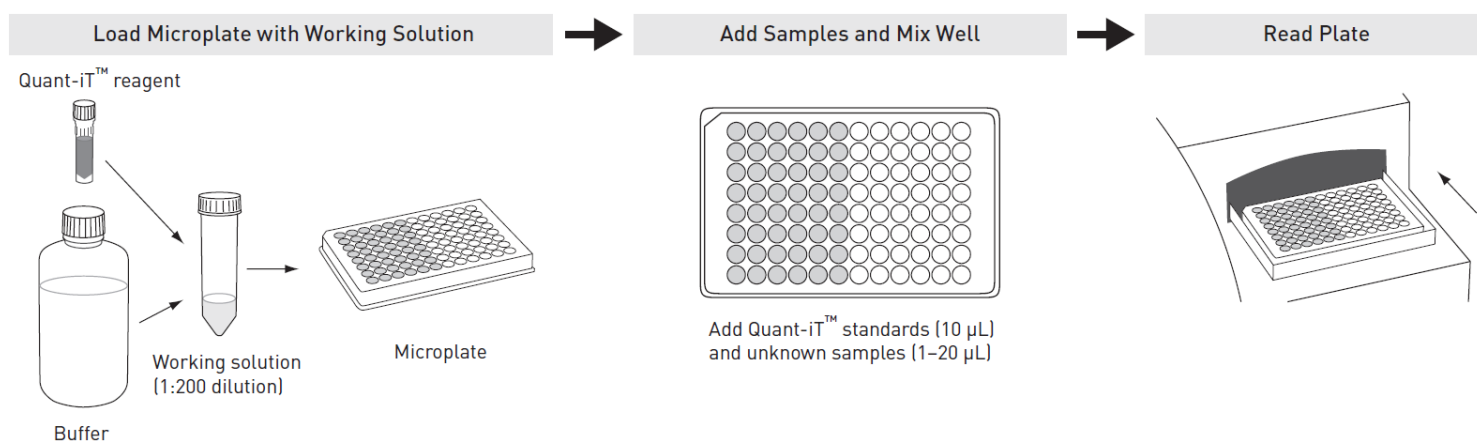 Load Microplate with Working Solution
Add Samples and Mix Well
Read Plate
Quant-iT™ reagent
Working solution
(1:200 dilution)
Buffer
Microplate
Add Quant-iT™ standards (10 µL)
and unknown samples (1–20 µL)